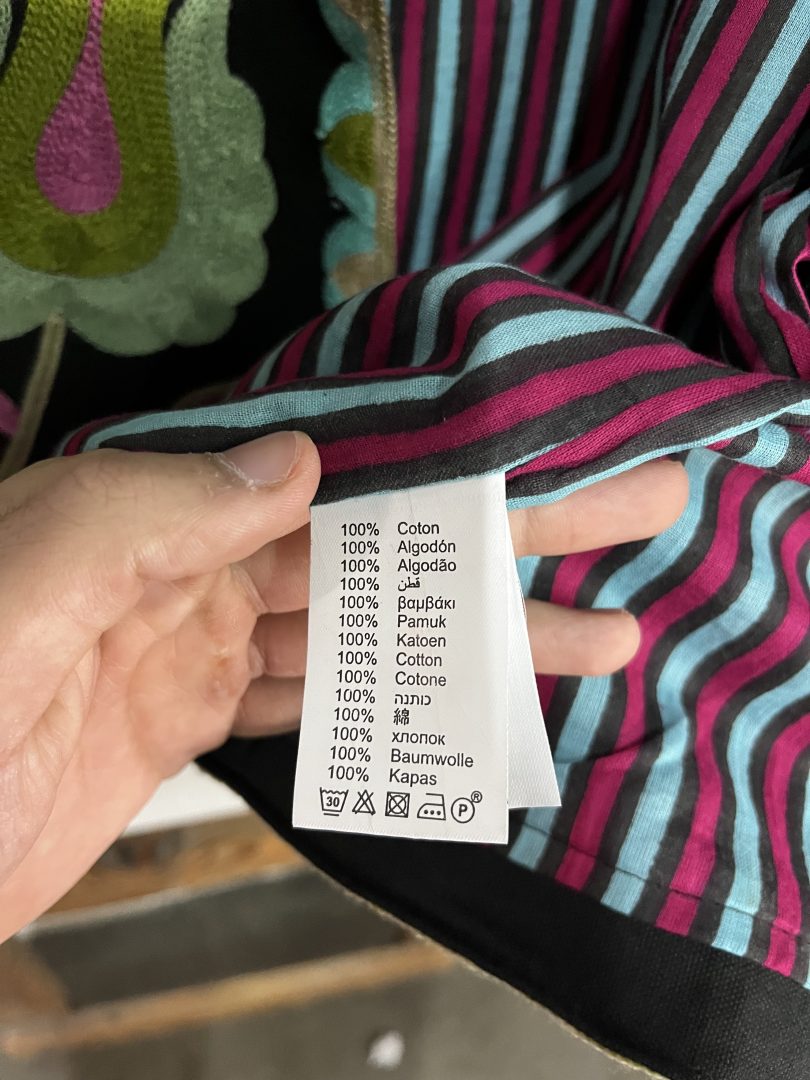 100% Coton
100% Algodón
100% Algodão
100% قطن
100% βαμβάκι
100% Pamuk
100% Katoen
100% Cotton
100% Cotone
100% כותנה
100% 綿
100% хлопок
100% Baumwolle
100% Kapas
30 P ®